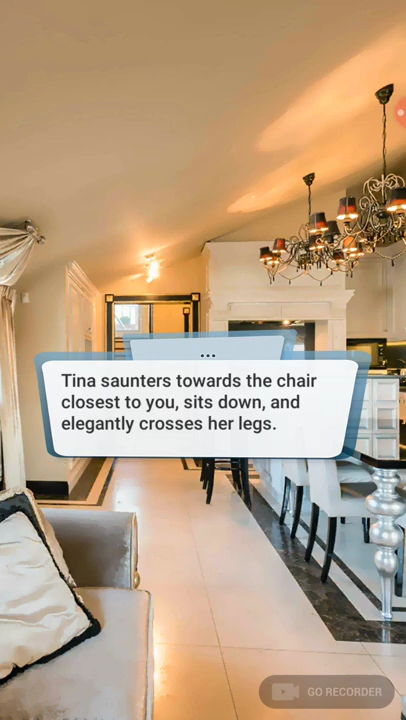 ...
Tina saunters towards the chair
closest to you, sits down, and
elegantly crosses her legs.
GO RECORDER